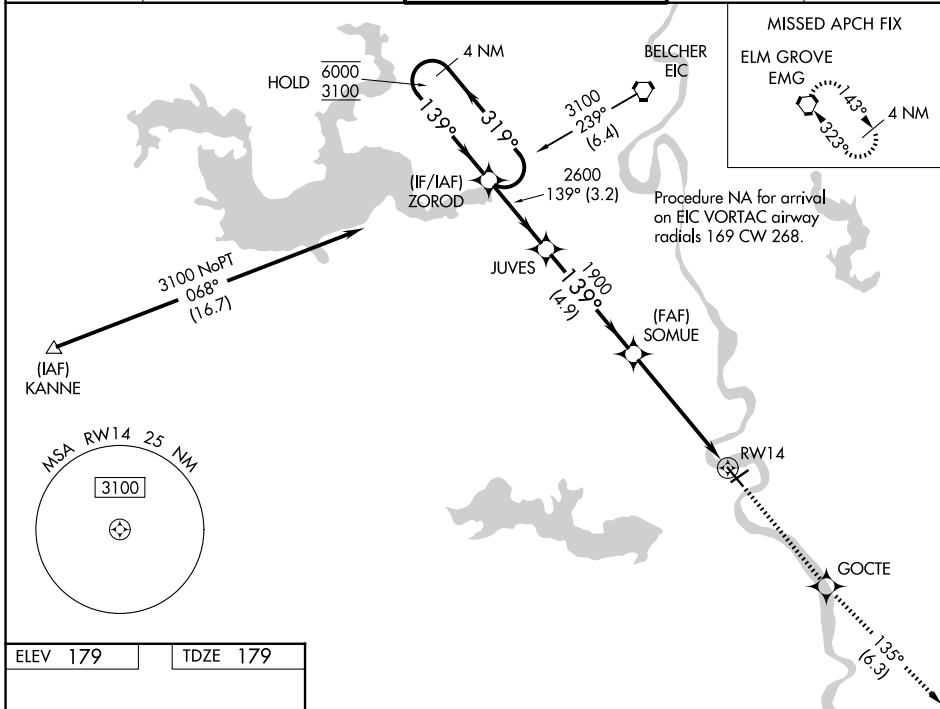 MISSED APCH FIX
ELM GROVE
EMG
143°
323°
4 NM
4 NM
HOLD
6000
3100
139°
319°
BELCHER
EIC
3100
239°
(6.4)
(IF/IAF)
ZOROD
2600
139° (3.2)
Procedure NA for arrival
on EIC VORTAC airway
radials 169 CW 268.
JUVES
1900
139°
(4.9)
3100 NoPT
068°
(16.7)
(IAF)
KANNE
(FAF)
SOMUE
MSA RW14 25 NM
3100
RW14
GOCTE
135°
(6.3)
ELEV 179
TDZE 179